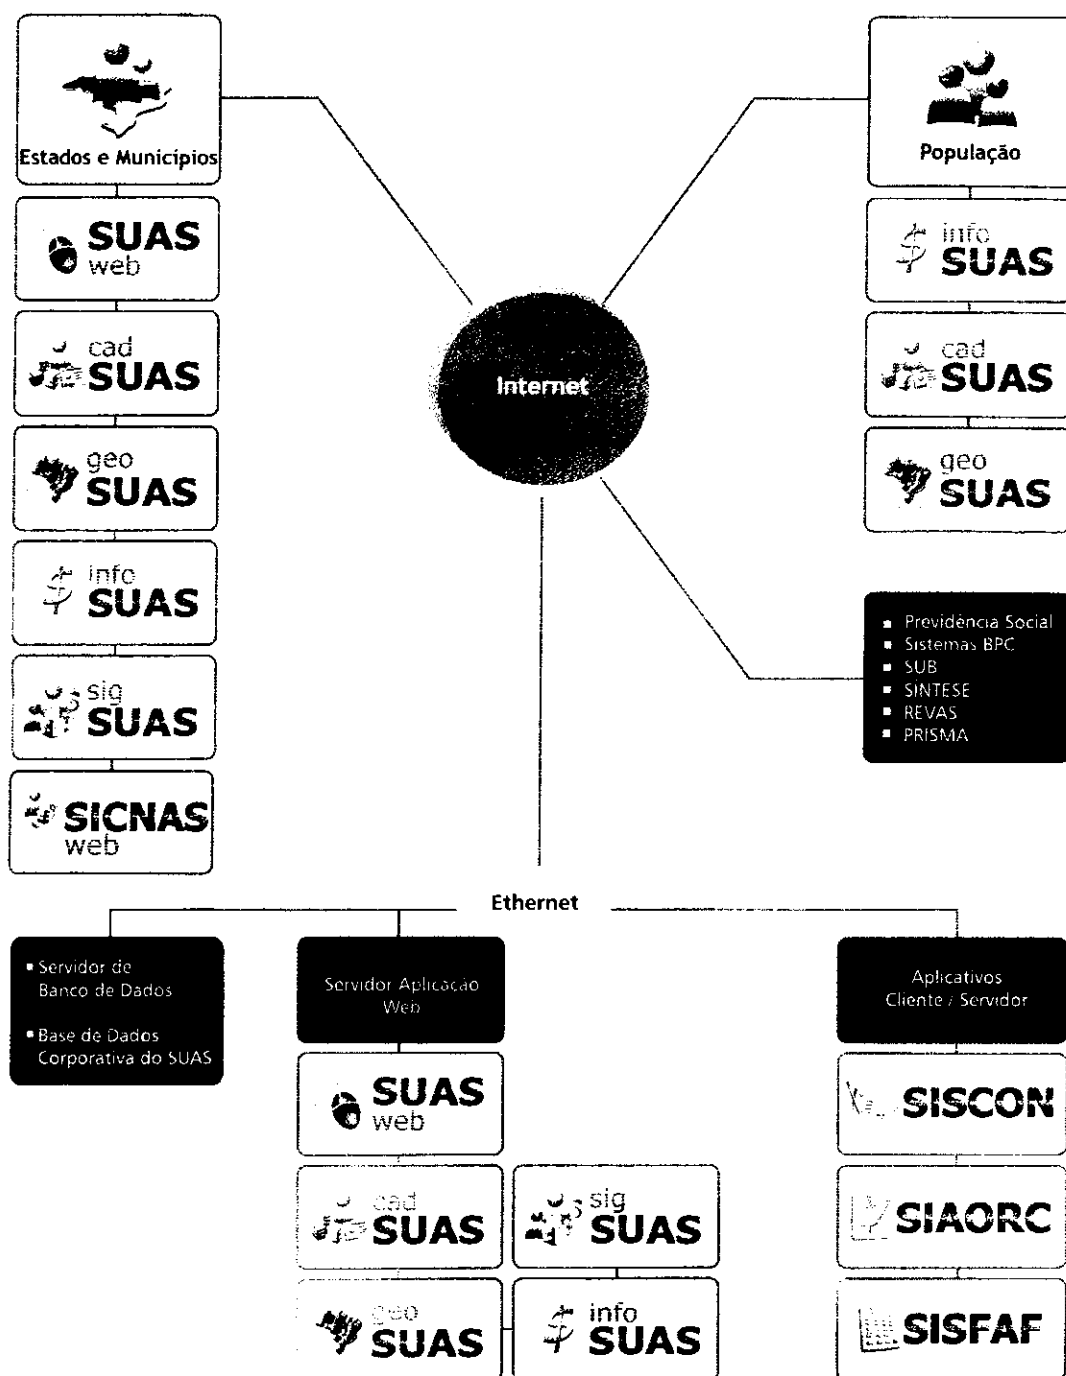 Estados e Municípios
SUAS
web
cad
SUAS
geo
SUAS
info
SUAS
sig
SUAS
SICNAS
web
Internet
População
info
SUAS
cad
SUAS
geo
SUAS
▪ Previdência Social
▪ Sistemas BPC
▪ SUB
▪ SÍNTESE
▪ REVAS
▪ PRISMA
Ethernet
▪ Servidor de
Banco de Dados
▪ Base de Dados
Corporativa do SUAS
Servidor Aplicação
Web
SUAS
web
cad
SUAS
geo
SUAS
sig
SUAS
info
SUAS
Aplicativos
Cliente / Servidor
SISCON
SIAORC
SISFAF